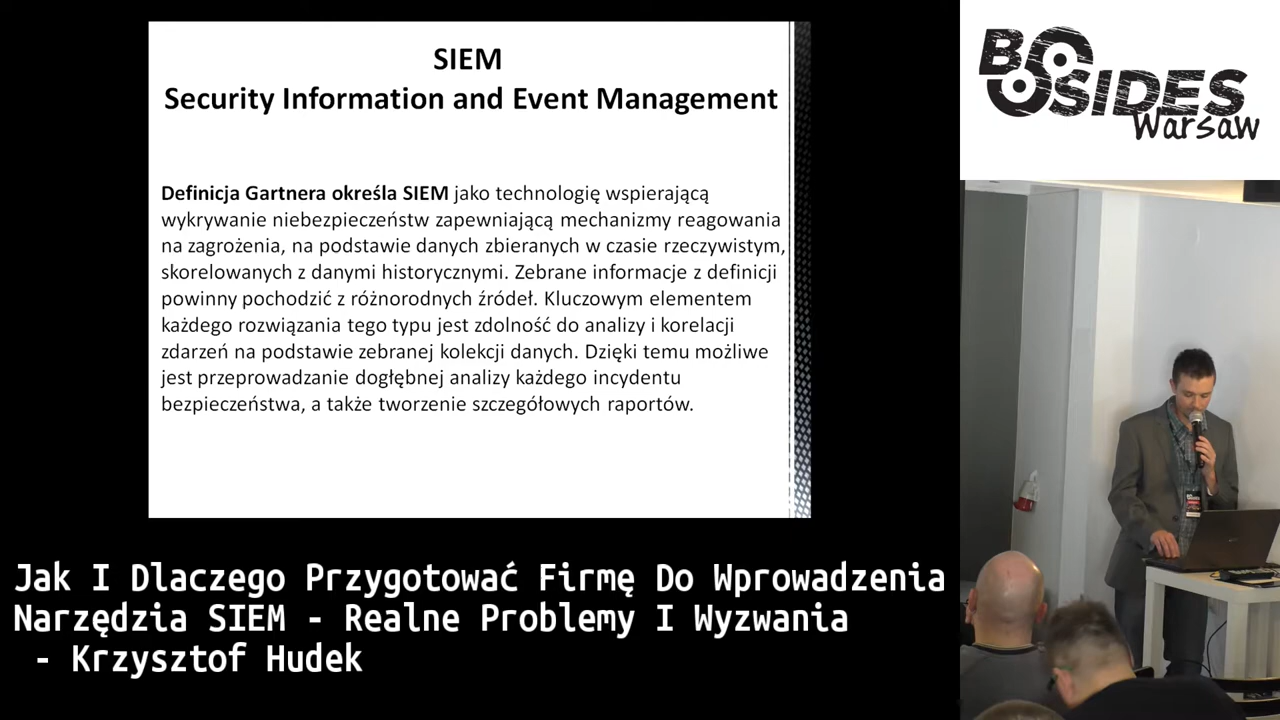 SIEM
Security Information and Event Management
Definicja Gartnera określa SIEM jako technologię wspierającą
wykrywanie niebezpieczeństw zapewniającą mechanizmy reagowania
na zagrożenia, na podstawie danych zbieranych w czasie rzeczywistym,
skorelowanych z danymi historycznymi. Zebrane informacje z definicji
powinny pochodzić z różnorodnych źródeł. Kluczowym elementem
każdego rozwiązania tego typu jest zdolność do analizy i korelacji
zdarzeń na podstawie zebranej kolekcji danych. Dzięki temu możliwe
jest przeprowadzanie dogłębnej analizy każdego incydentu
bezpieczeństwa, a także tworzenie szczegółowych raportów.
BSIDES
Warsaw
Jak I Dlaczego Przygotować Firmę Do Wprowadzenia
Narzędzia SIEM - Realne Problemy I Wyzwania
- Krzysztof Hudek